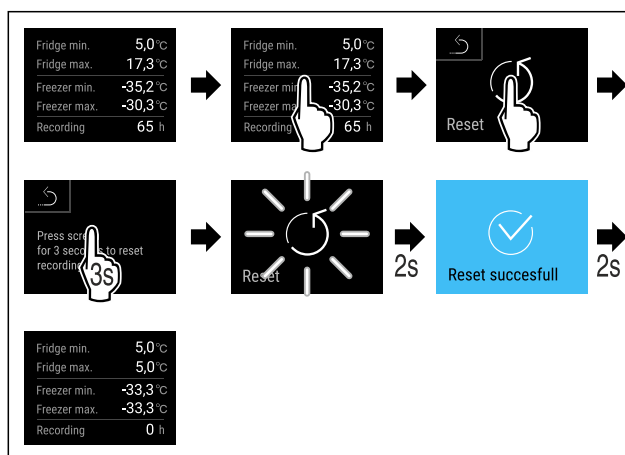 Fridge min. 5,0°C
Fridge max. 17,3°C
Freezer min. -35,2°C
Freezer max. -30,3°C
Recording 65 h
Fridge min. 5,0°C
Fridge max. 17,3°C
Freezer min. -35,2°C
Freezer -30,3°C
Recording 65 h
Reset
Press
for 3 to reset
3s
Reset
2s
Reset succesfull
2s
Fridge min. 5,0°C
Fridge max. 5,0°C
Freezer min. -33,3°C
Freezer max. -33,3°C
Recording 0 h